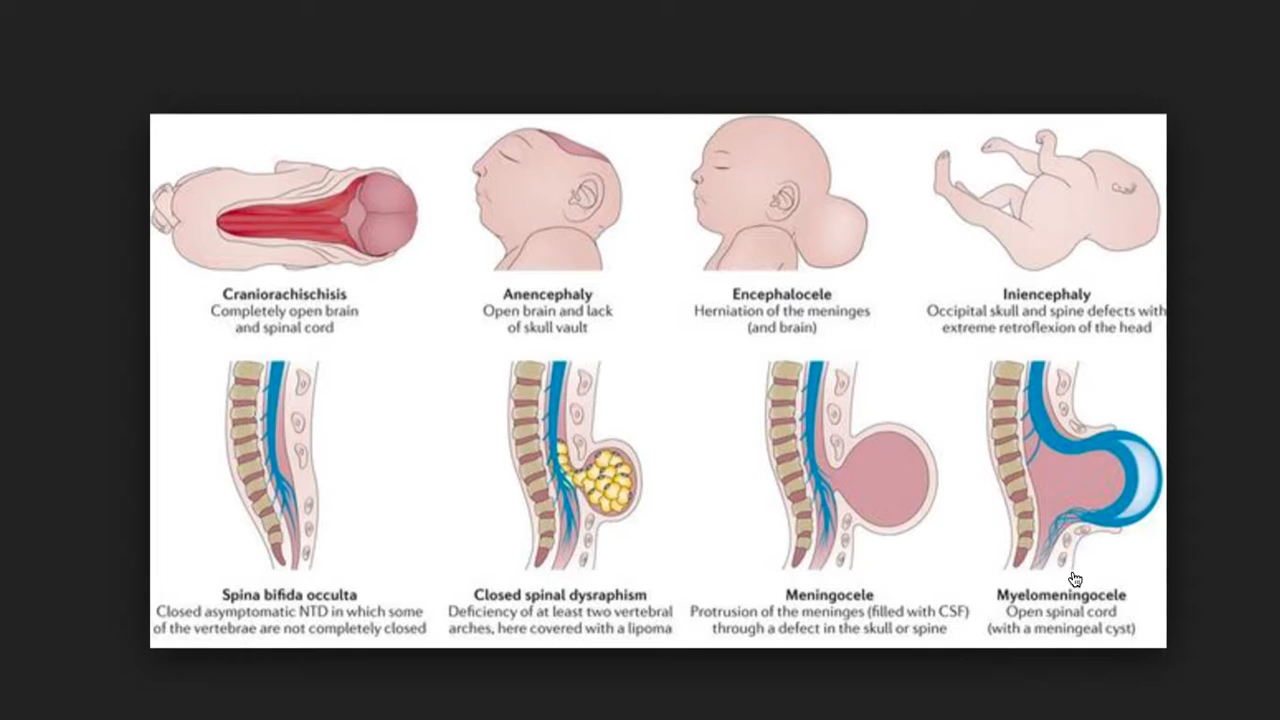 Craniorachischisis
Completely open brain
and spinal cord
Anencephaly
Open brain and lack
of skull vault
Encephalocele
Herniation of the meninges
(and brain)
Iniencephaly
Occipital skull and spine defects with
extreme retroflexion of the head
Spina bifida occulta
Closed asymptomatic NTD in which some
of the vertebrae are not completely closed
Closed spinal dysraphism
Deficiency of at least two vertebral
arches, here covered with a lipoma
Meningocele
Protrusion of the meninges (filled with CSF)
through a defect in the skull or spine
Myelomeningocele
Open spinal cord
(with a meningeal cyst)